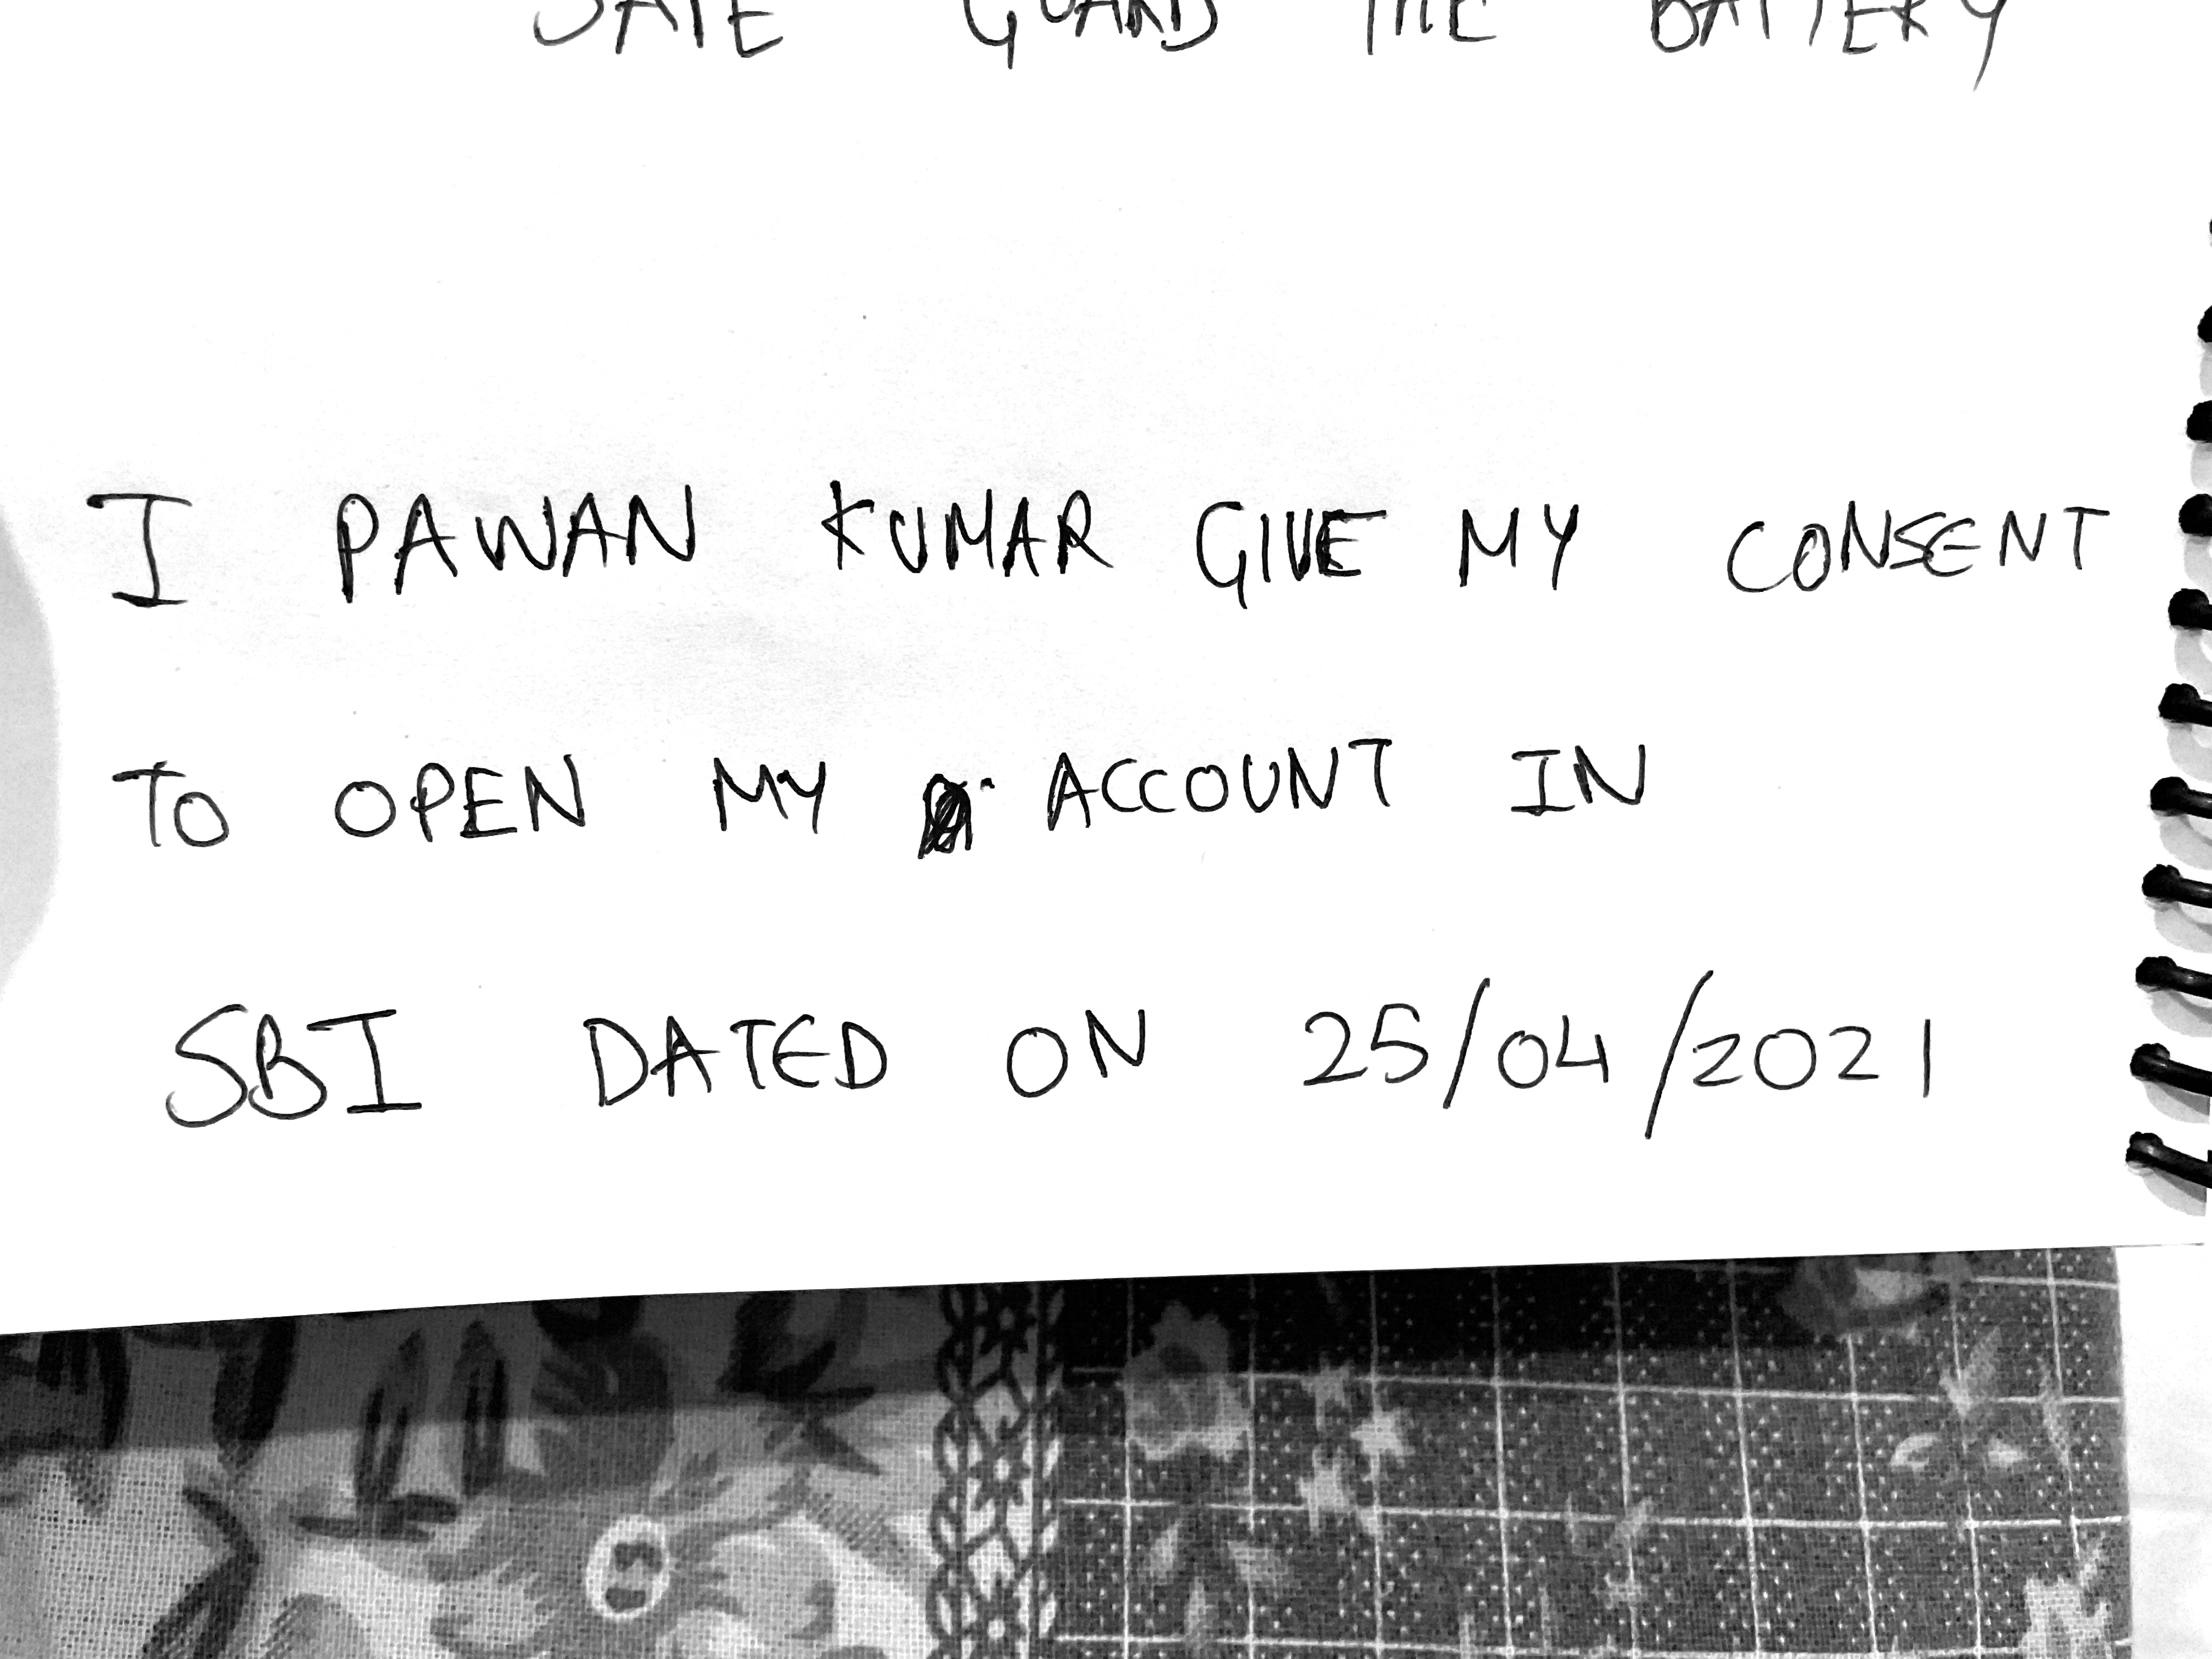 SAFE GUARD THE BATTERY
I PAWAN KUMAR GIVE MY CONSENT
TO OPEN MY ACCOUNT IN
SBI DATED ON 25/04/2021